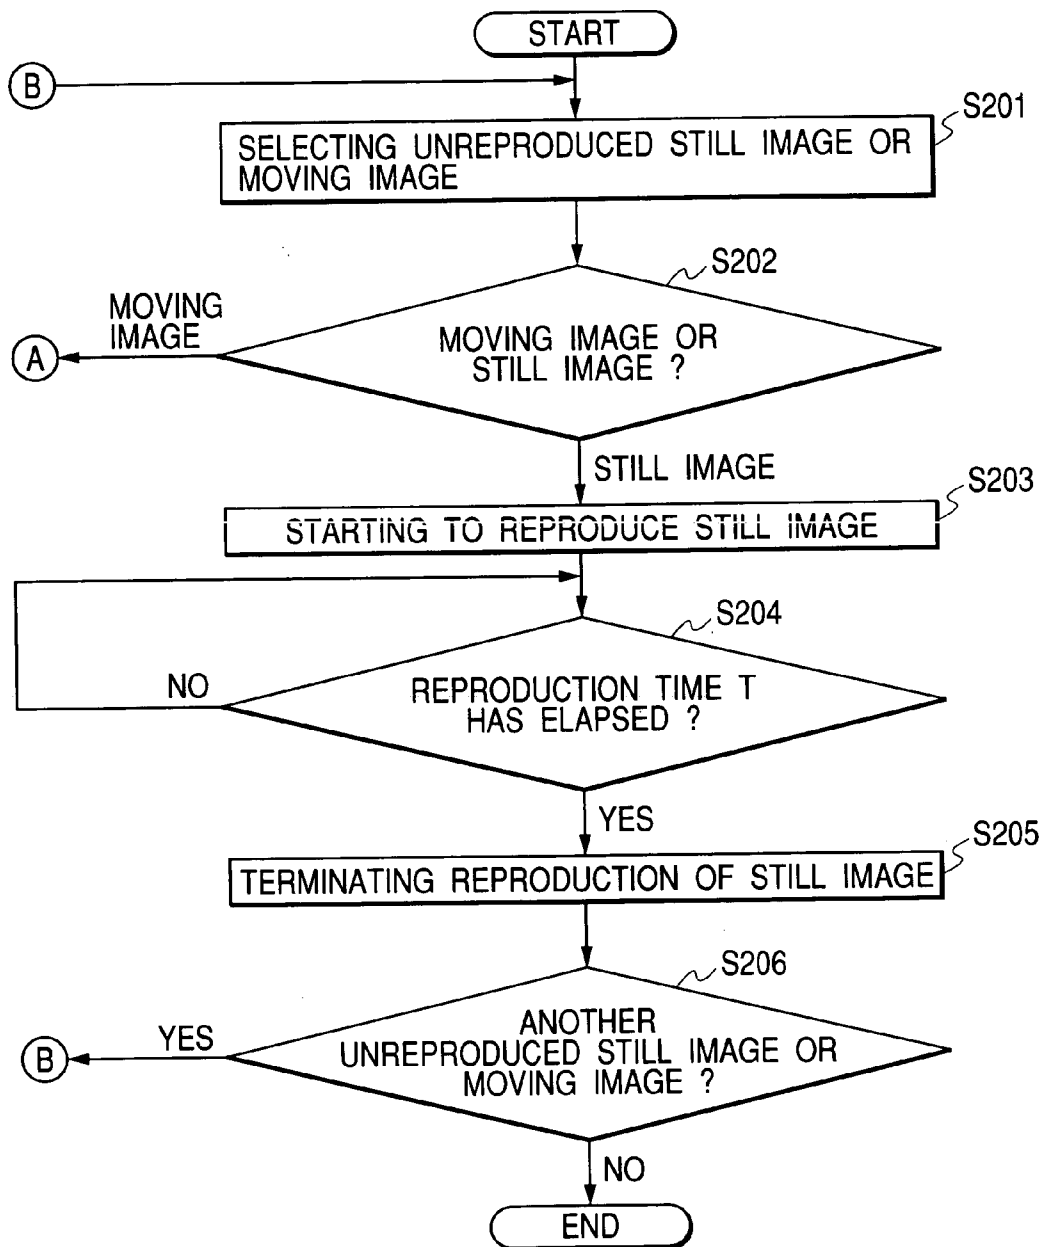 START
B
S201
SELECTING UNREPRODUCED STILL IMAGE OR
MOVING IMAGE
S202
MOVING
IMAGE
A
MOVING IMAGE OR
STILL IMAGE ?
STILL IMAGE
S203
STARTING TO REPRODUCE STILL IMAGE
S204
NO
REPRODUCTION TIME T
HAS ELAPSED ?
YES
S205
TERMINATING REPRODUCTION OF STILL IMAGE
S206
YES
B
ANOTHER
UNREPRODUCED STILL IMAGE OR
MOVING IMAGE ?
NO
END